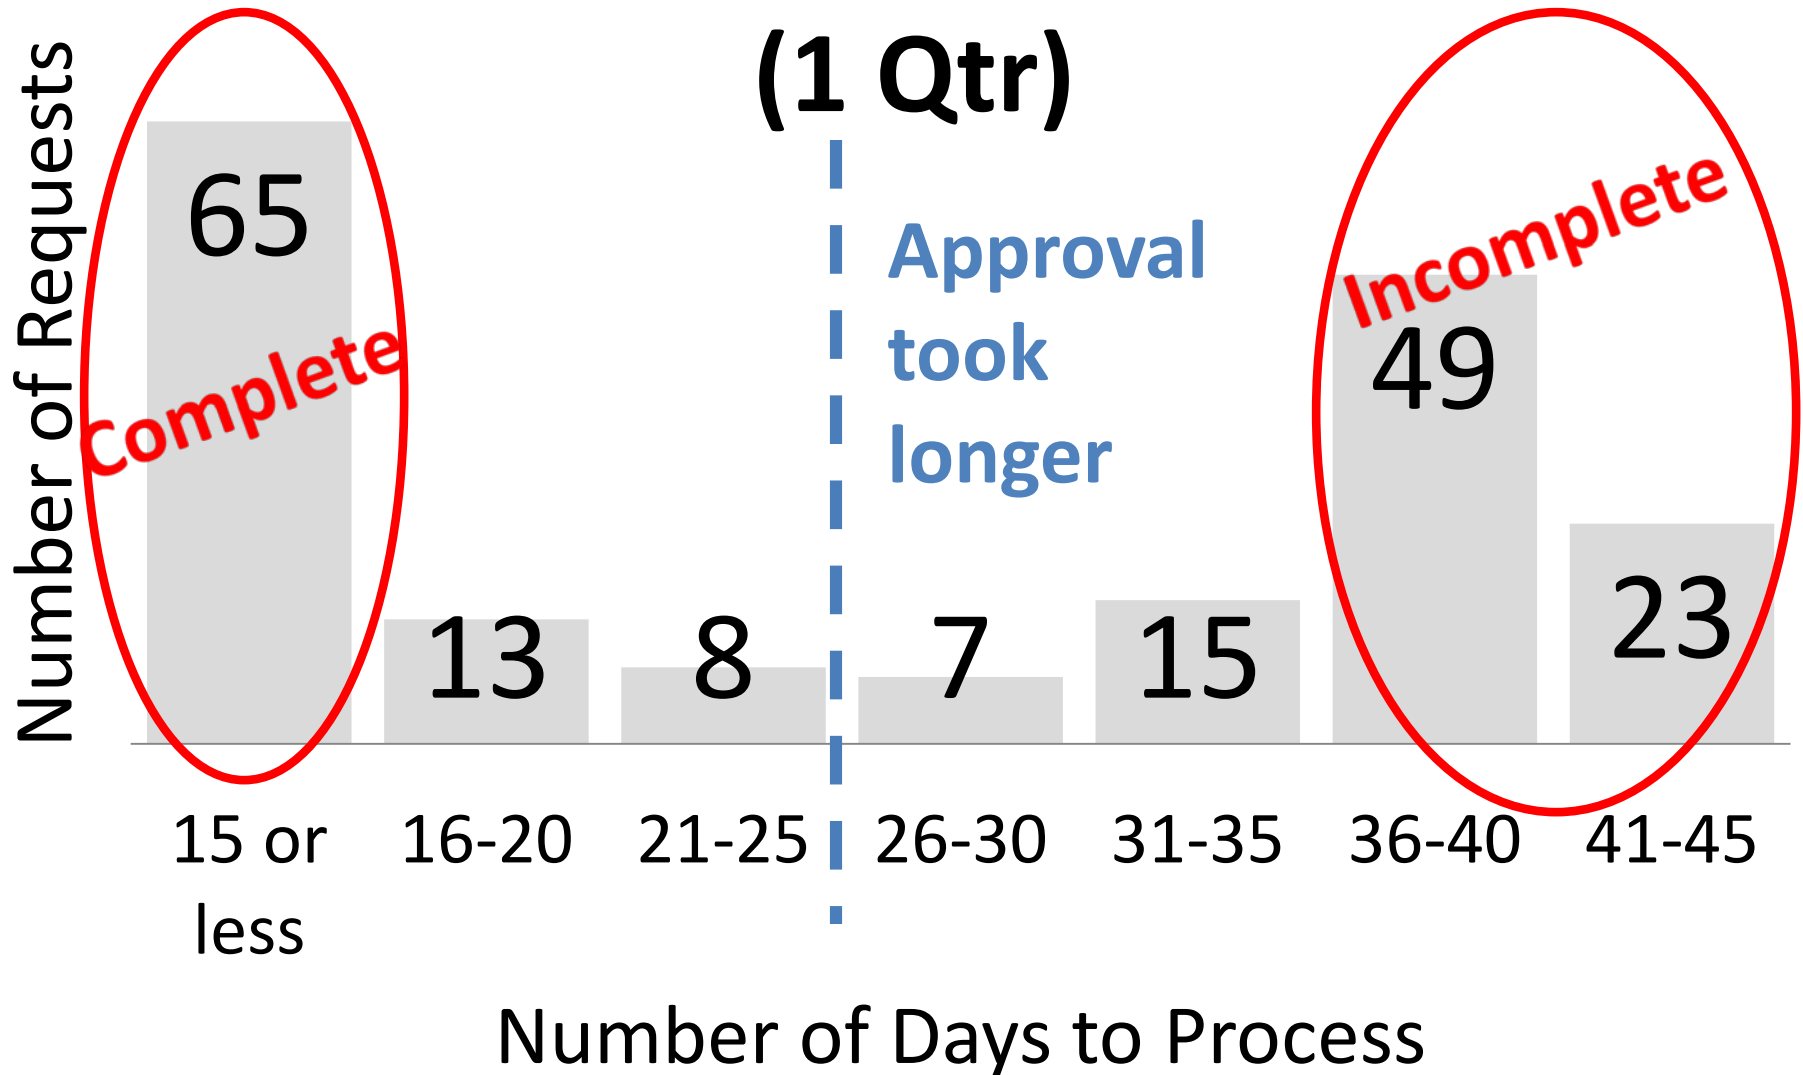 (1 Qtr)
Number of Requests
65
Complete
13
8
Approval
took
longer
7
15
Incomplete
49
23
15 or
less
16-20
21-25
26-30
31-35
36-40
41-45
Number of Days to Process